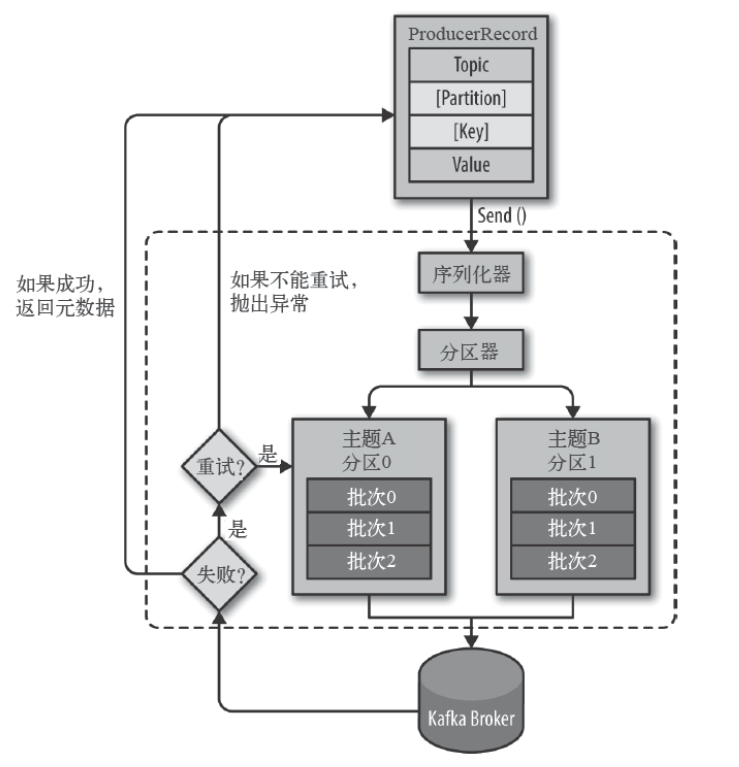 ProducerRecord
Topic
[Partition]
[Key]
Value
Send ()
序列化器
分区器
如果成功，
返回元数据
如果不能重试，
抛出异常
主题A
分区0
批次0
批次1
批次2
主题B
分区1
批次0
批次1
批次2
重试？
是
是
失败？
Kafka Broker